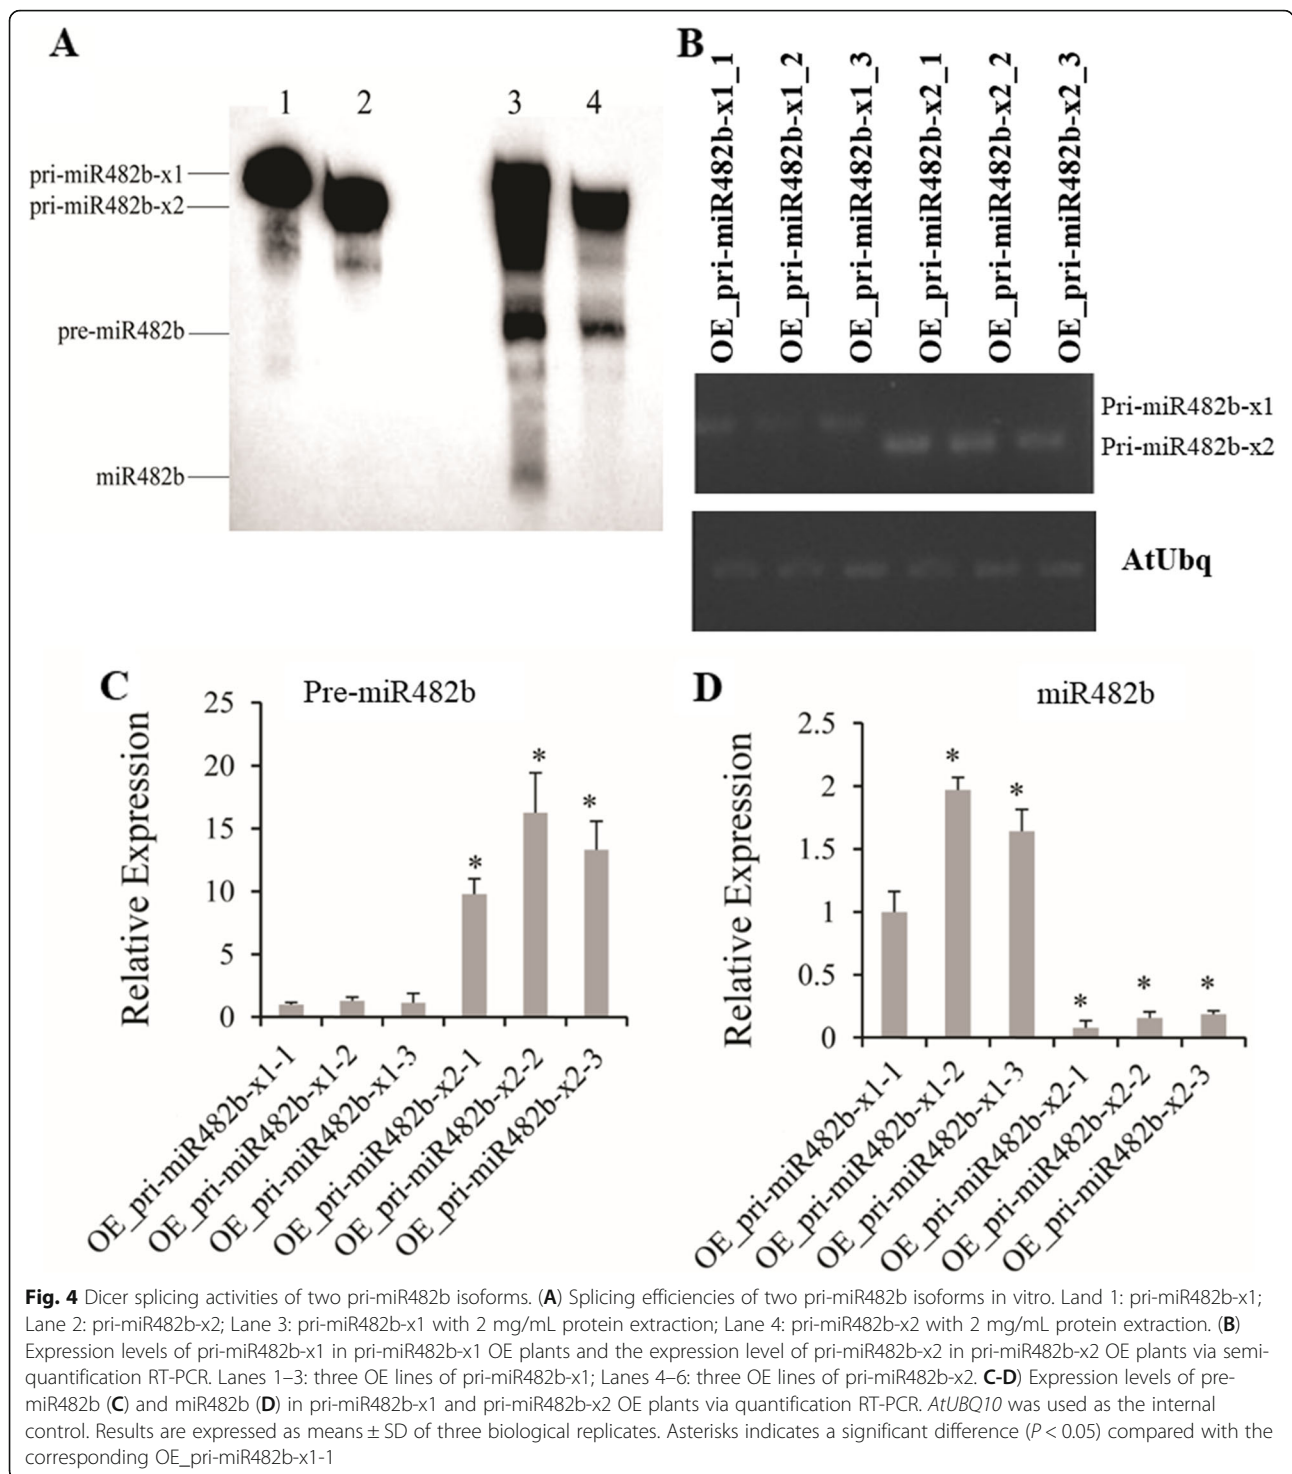 A
1 2 3 4
pri-miR482b-x1
pri-miR482b-x2
pre-miR482b
miR482b
B
OE_pri-miR482b-x1_1
OE_pri-miR482b-x1_2
OE_pri-miR482b-x1_3
OE_pri-miR482b-x2_1
OE_pri-miR482b-x2_2
OE_pri-miR482b-x2_3
Pri-miR482b-x1
Pri-miR482b-x2
AtUbq
C
Pre-miR482b
Relative Expression
25
20
15
10
5
0
* * *
OE_pri-miR482b-x1-1
OE_pri-miR482b-x1-2
OE_pri-miR482b-x1-3
OE_pri-miR482b-x2-1
OE_pri-miR482b-x2-2
OE_pri-miR482b-x2-3
D
miR482b
Relative Expression
2.5
2
1.5
1
0.5
0
* * * * *
OE_pri-miR482b-x1-1
OE_pri-miR482b-x1-2
OE_pri-miR482b-x1-3
OE_pri-miR482b-x2-1
OE_pri-miR482b-x2-2
OE_pri-miR482b-x2-3
Fig. 4 Dicer splicing activities of two pri-miR482b isoforms. (A) Splicing efficiencies of two pri-miR482b isoforms in vitro. Land 1: pri-miR482b-x1;
Lane 2: pri-miR482b-x2; Lane 3: pri-miR482b-x1 with 2 mg/mL protein extraction; Lane 4: pri-miR482b-x2 with 2 mg/mL protein extraction. (B)
Expression levels of pri-miR482b-x1 in pri-miR482b-x1 OE plants and the expression level of pri-miR482b-x2 in pri-miR482b-x2 OE plants via semi-
quantification RT-PCR. Lanes 1–3: three OE lines of pri-miR482b-x1; Lanes 4–6: three OE lines of pri-miR482b-x2. C-D) Expression levels of pre-
miR482b (C) and miR482b (D) in pri-miR482b-x1 and pri-miR482b-x2 OE plants via quantification RT-PCR. AtUBQ10 was used as the internal
control. Results are expressed as means ± SD of three biological replicates. Asterisks indicates a significant difference (P < 0.05) compared with the
corresponding OE_pri-miR482b-x1-1